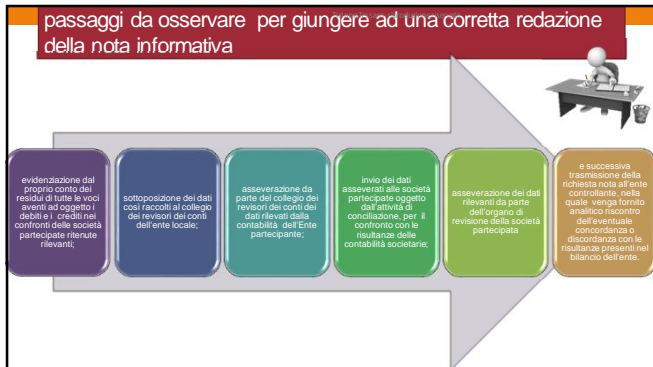 passaggi da osservare per giungere ad una corretta redazione
della nota informativa
evidenziazione dal
proprio conto dei
residui di tutte le voci
aventi ad oggetto i
debiti e i crediti nei
confronti delle società
partecipate ritenute
rilevanti;
sottoposizione dei dati
così raccolti al collegio
dei revisori dei conti
dell'ente locale;
asseverazione da
parte del collegio dei
revisori dei conti dei
dati rilevati dalla
contabilità dell'Ente
partecipante;
invio dei dati
asseverati alle società
partecipate oggetto
dall'attività di
conciliazione, per il
confronto con le
risultanze delle
contabilità societarie;
asseverazione dei dati
rilevanti da parte
dell'organo di
revisione della società
partecipata
e successiva
trasmissione della
richiesta nota all'ente
controllante, nella
quale venga fornito
analitico riscontro
dell'eventuale
concordanza o
discordanza con le
risultanze presenti nel
bilancio dell'ente.